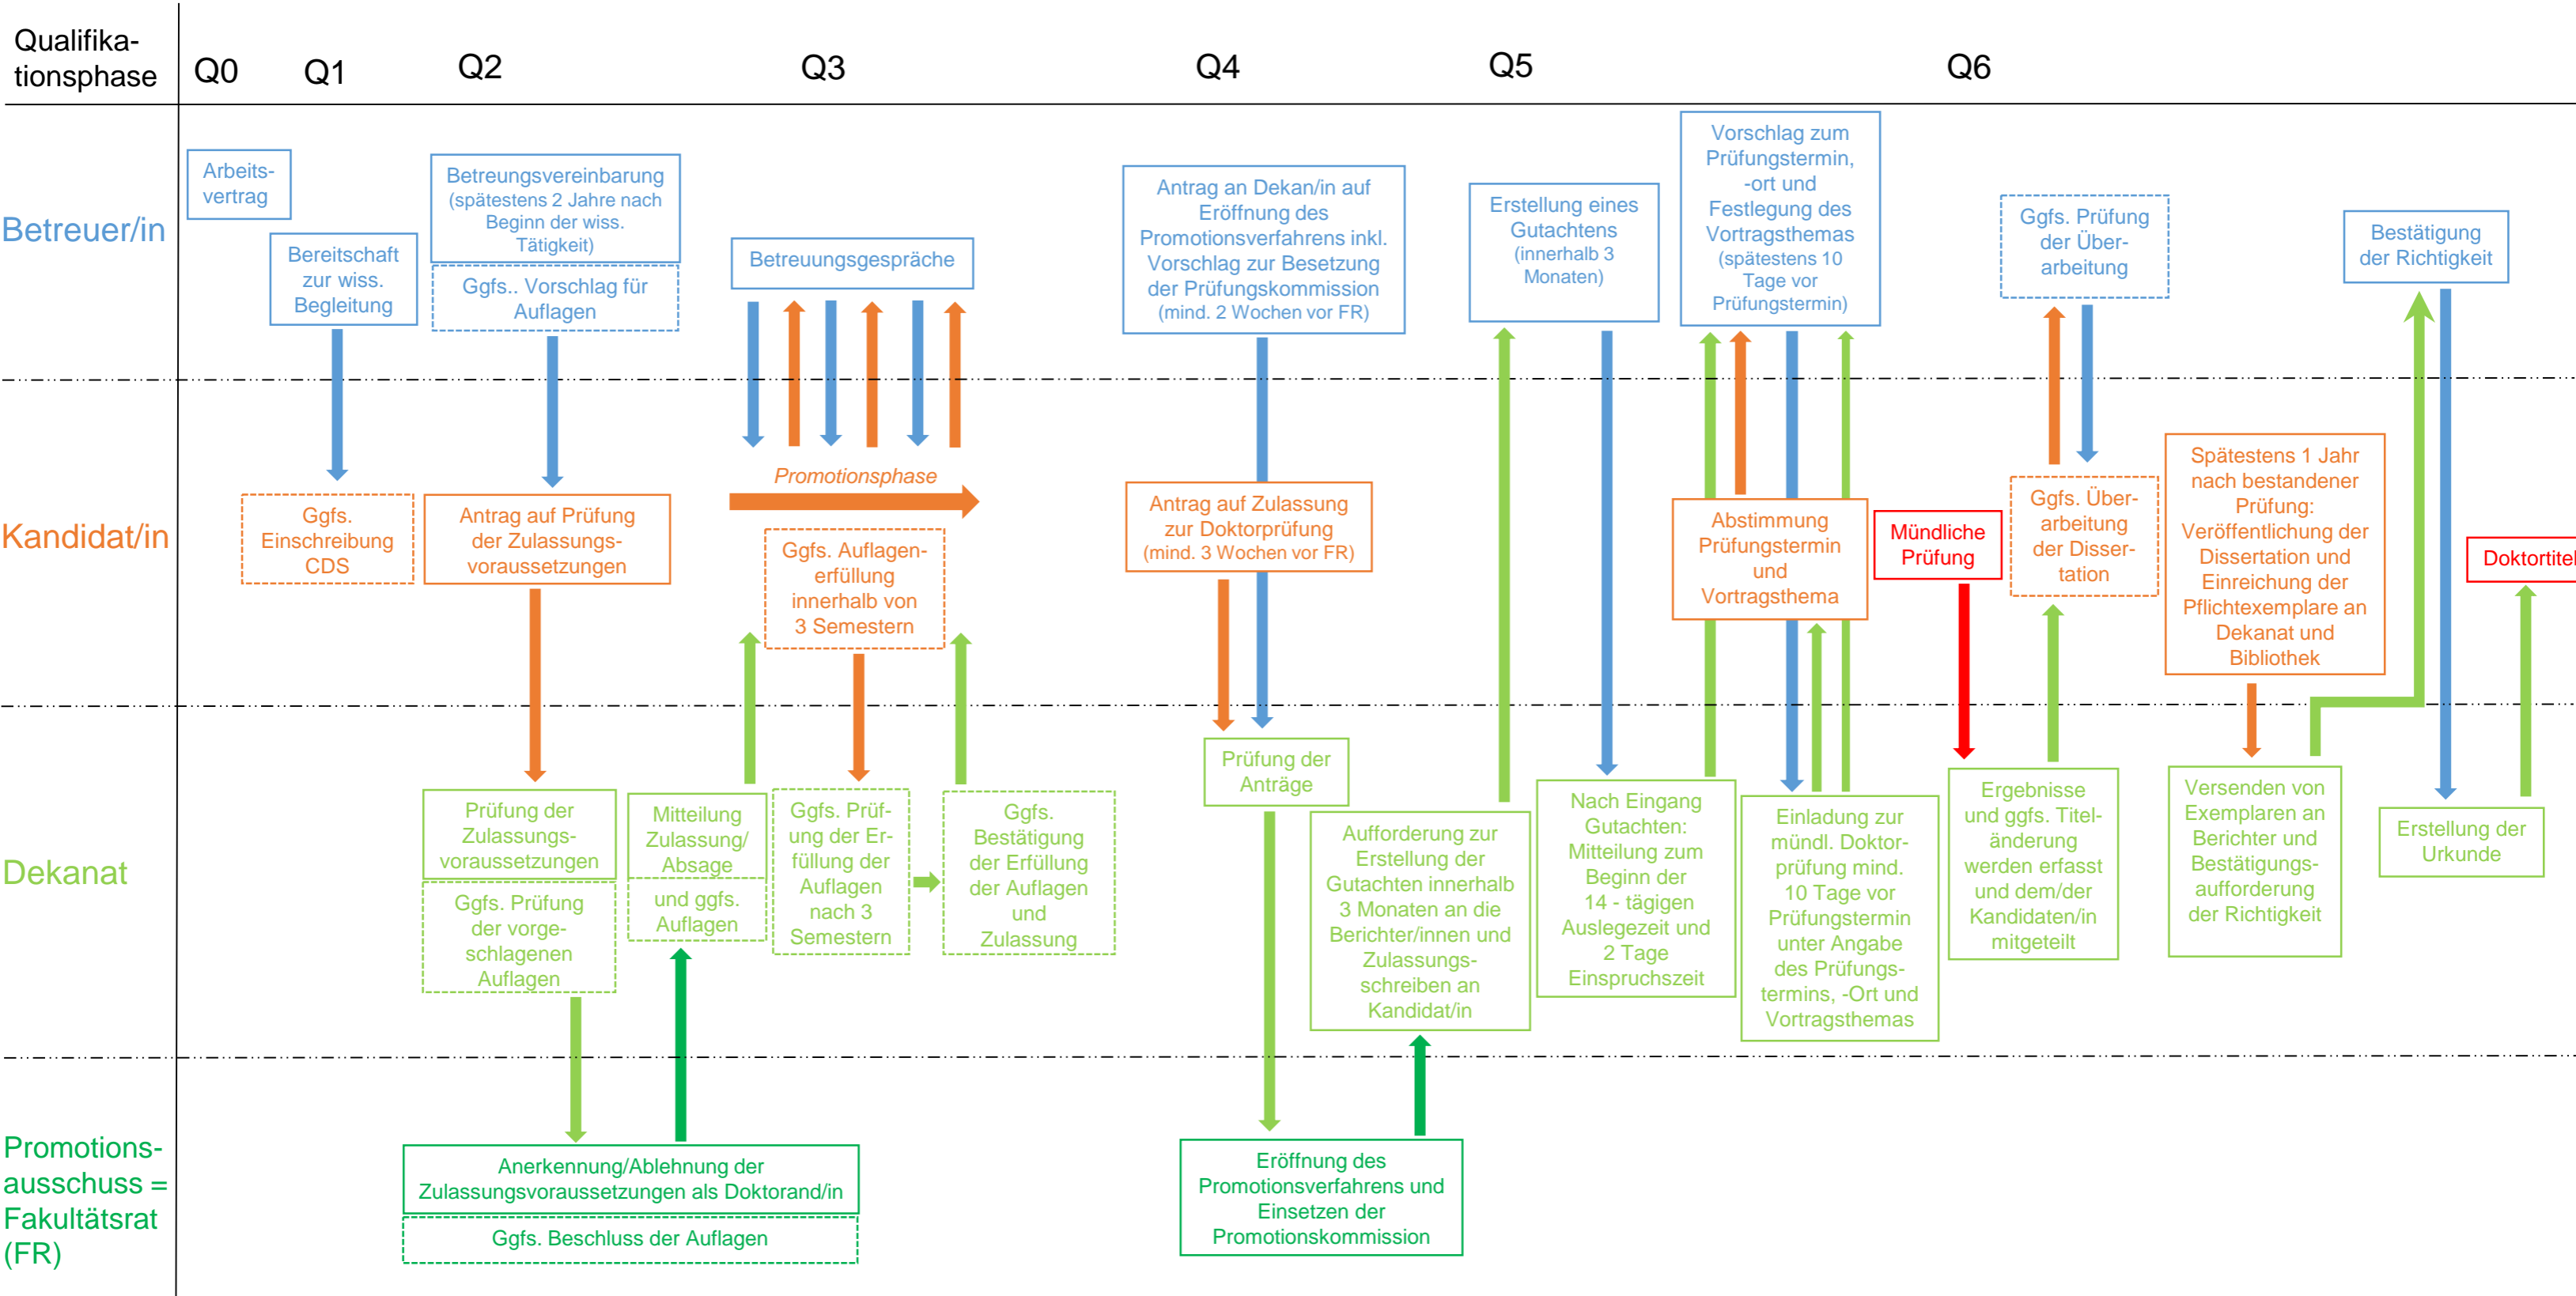 Qualifika-
tionsphase
Q0
Q1
Q2
Q3
Q4
Q5
Q6
Betreuer/in
Arbeits-
vertrag
Bereitschaft
zur wiss.
Begleitung
Betreungsvereinbarung
(spätestens 2 Jahre nach
Beginn der wiss.
Tätigkeit)
Ggfs.. Vorschlag für
Auflagen
Betreuungsgespräche
Antrag an Dekan/in auf
Eröffnung des
Promotionsverfahrens inkl.
Vorschlag zur Besetzung
der Prüfungskommission
(mind. 2 Wochen vor FR)
Erstellung eines
Gutachtens
(innerhalb 3
Monaten)
Vorschlag zum
Prüfungstermin,
-ort und
Festlegung des
Vortragsthemas
(spätestens 10
Tage vor
Prüfungstermin)
Ggfs. Prüfung
der Über-
arbeitung
Bestätigung
der Richtigkeit
Kandidat/in
Ggfs.
Einschreibung
CDS
Antrag auf Prüfung
der Zulassungs-
voraussetzungen
Promotionsphase
Ggfs. Auflagen-
erfüllung
innerhalb von
3 Semestern
Antrag auf Zulassung
zur Doktorprüfung
(mind. 3 Wochen vor FR)
Abstimmung
Prüfungstermin
und
Vortragsthema
Mündliche
Prüfung
Ggfs. Über-
arbeitung
der Disser-
tation
Spätestens 1 Jahr
nach bestandener
Prüfung:
Veröffentlichung der
Dissertation und
Einreichung der
Pflichtexemplare an
Dekanat und
Bibliothek
Doktortitel
Dekanat
Prüfung der
Zulassungs-
voraussetzungen
Ggfs. Prüfung
der vorge-
schlagenen
Auflagen
Mitteilung
Zulassung/
Absage
und ggfs.
Auflagen
Ggfs. Prüf-
ung der Er-
füllung der
Auflagen
nach 3
Semestern
Ggfs.
Bestätigung
der Erfüllung
der Auflagen
und
Zulassung
Prüfung der
Anträge
Aufforderung zur
Erstellung der
Gutachten innerhalb
3 Monaten an die
Berichter/innen und
Zulassungs-
schreiben an
Kandidat/in
Nach Eingang
Gutachten:
Mitteilung zum
Beginn der
14 - tägigen
Auslegezeit und
2 Tage
Einspruchszeit
Einladung zur
mündl. Doktor-
prüfung mind.
10 Tage vor
Prüfungstermin
unter Angabe
des Prüfungs-
termins, -Ort und
Vortragsthemas
Ergebnisse
und ggfs. Titel-
änderung
werden erfasst
und dem/der
Kandidaten/in
mitgeteilt
Versenden von
Exemplaren an
Berichter und
Bestätigungs-
aufforderung
der Richtigkeit
Erstellung der
Urkunde
Promotions-
ausschuss =
Fakultätsrat
(FR)
Anerkennung/Ablehnung der
Zulassungsvoraussetzungen als Doktorand/in
Ggfs. Beschluss der Auflagen
Eröffnung des
Promotionsverfahrens und
Einsetzen der
Promotionskommission